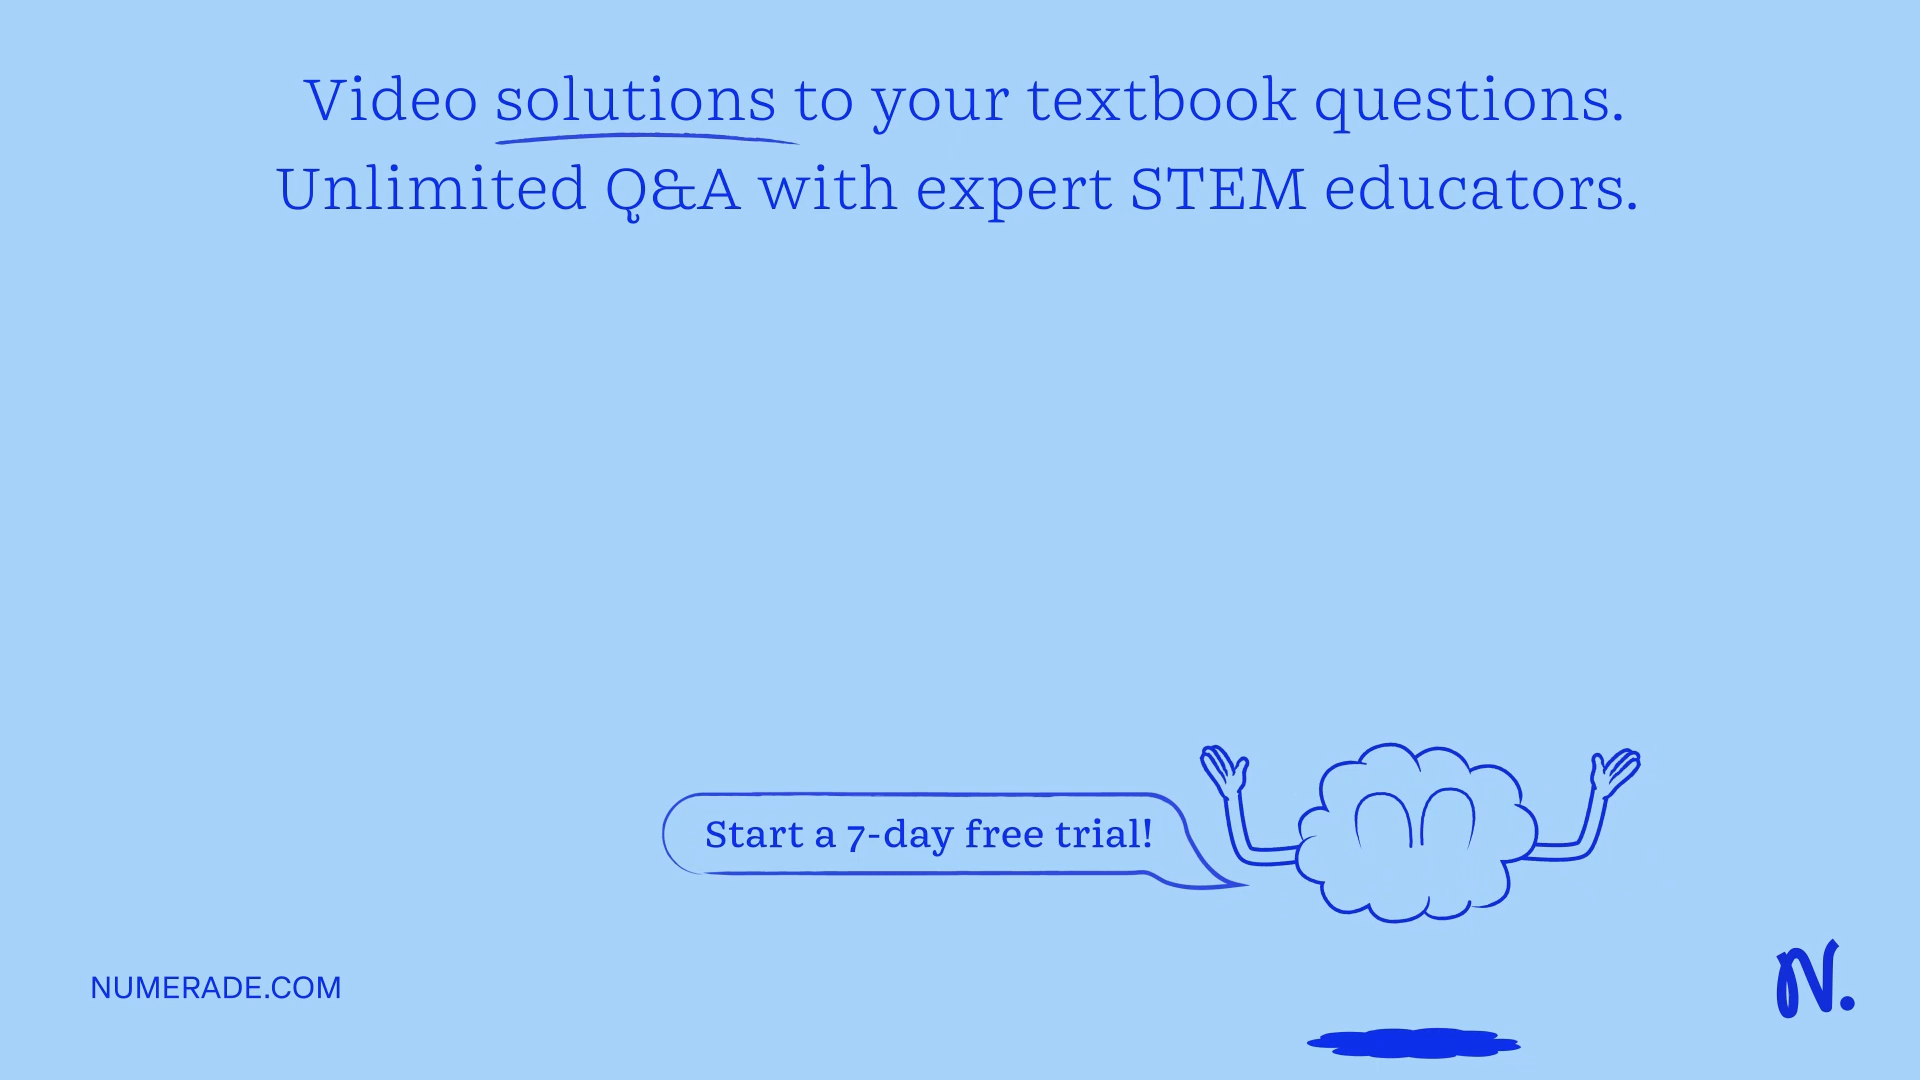 Video solutions to your textbook questions.
Unlimited Q&A with expert STEM educators.
Start a 7-day free trial!
NUMERADE.COM
N.